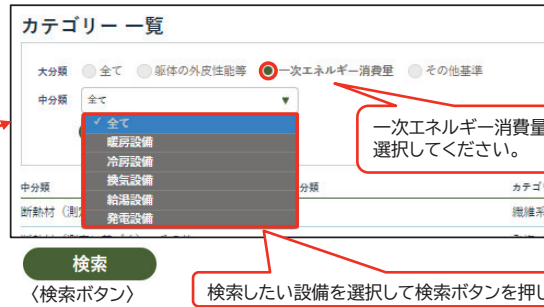 カテゴリー 一覧
大分類 全て 躯体の外皮性能等 一次エネルギー消費量 その他基準
中分類 全て ▼
✓ 全て
暖房設備
冷房設備
換気設備
給湯設備
発電設備
一次エネルギー消費量
選択してください。
中分類 分類 カテゴリ
断熱材（測 繊維系
検索
〈検索ボタン〉
検索したい設備を選択して検索ボタンを押し